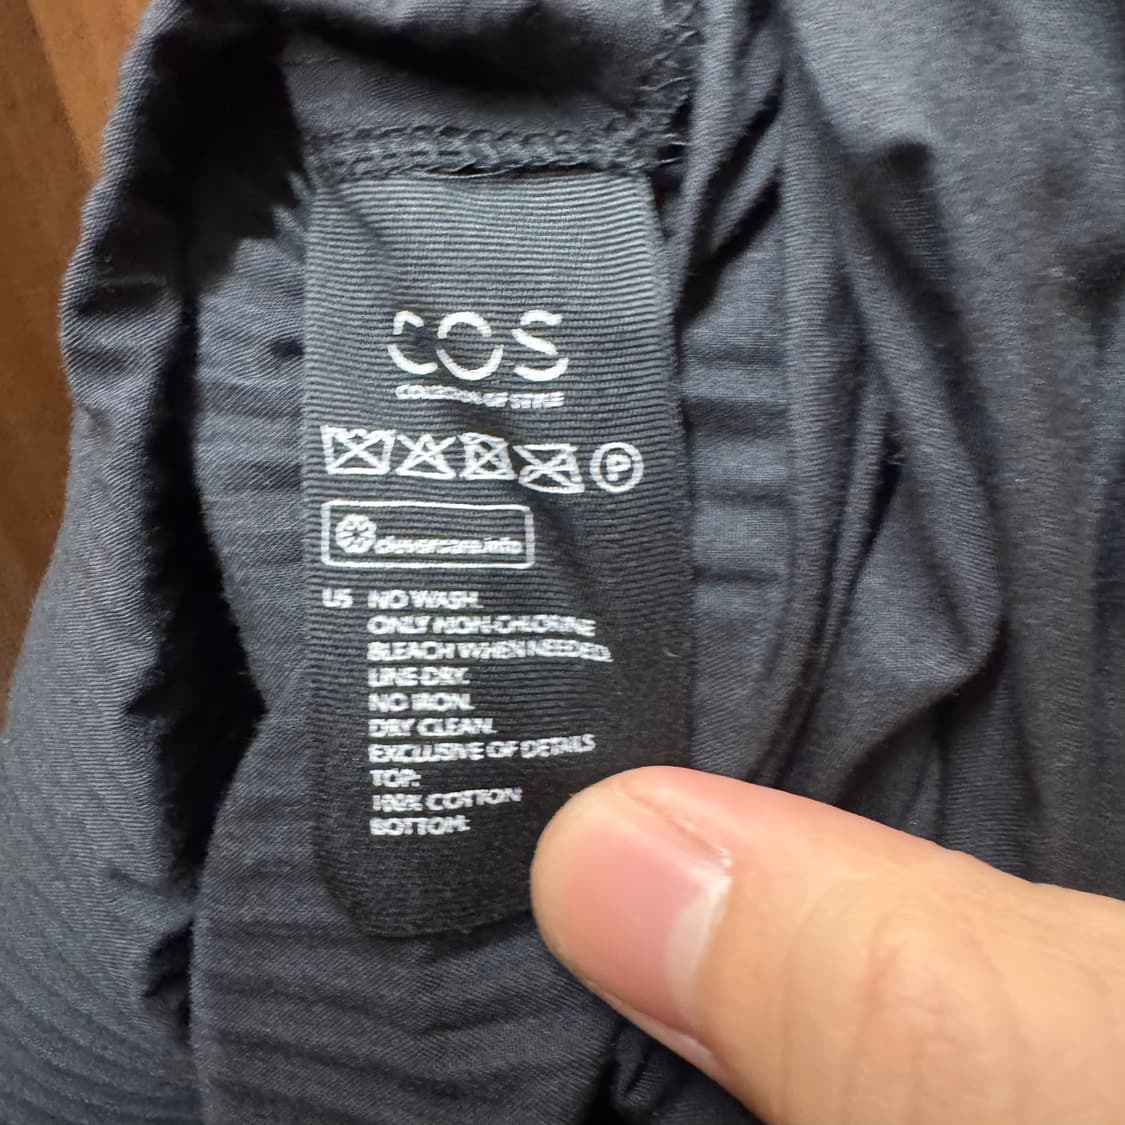 COS
COLLECTION OF STYLE
P
clevercare.info
US NO WASH.
ONLY NON-CHLORINE
BLEACH WHEN NEEDED.
LINE DRY.
NO IRON.
DRY CLEAN.
EXCLUSIVE OF DETAILS
TOP:
100% COTTON
BOTTOM: